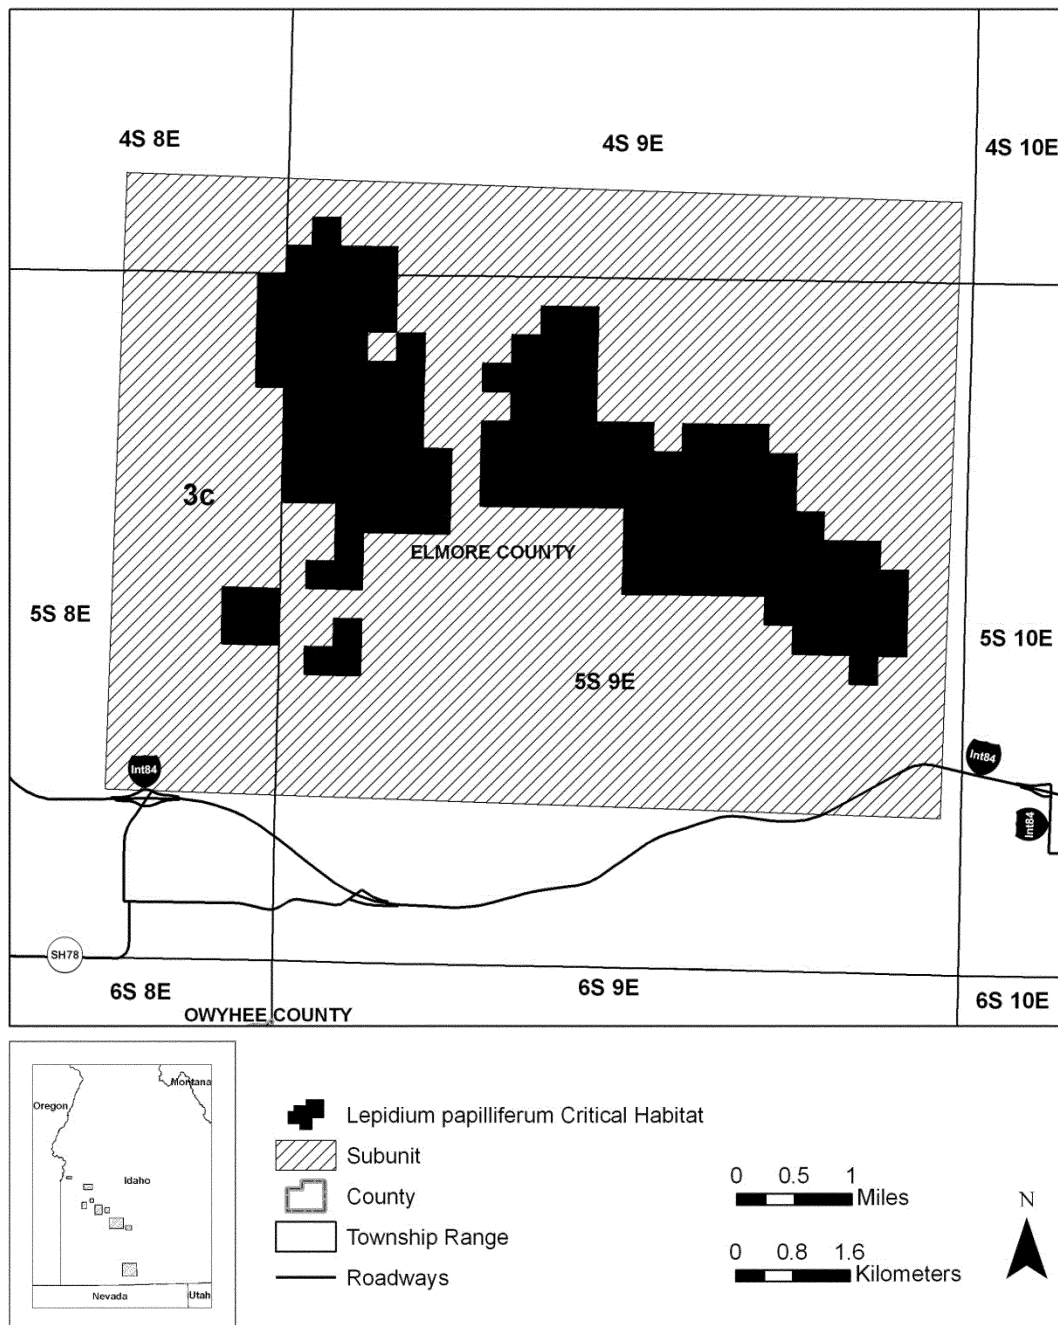 4S 8E
4S 9E
4S 10E
3c
ELMORE COUNTY
5S 8E
5S 10E
5S 9E
Int84
Int84
Int84
SH78
6S 8E
6S 9E
6S 10E
OWYHEE COUNTY
Montana
Oregon
Idaho
Nevada
Utah
Lepidium papilliferum Critical Habitat
Subunit
County
Township Range
Roadways
0 0.5 1
Miles
0 0.8 1.6
Kilometers
N